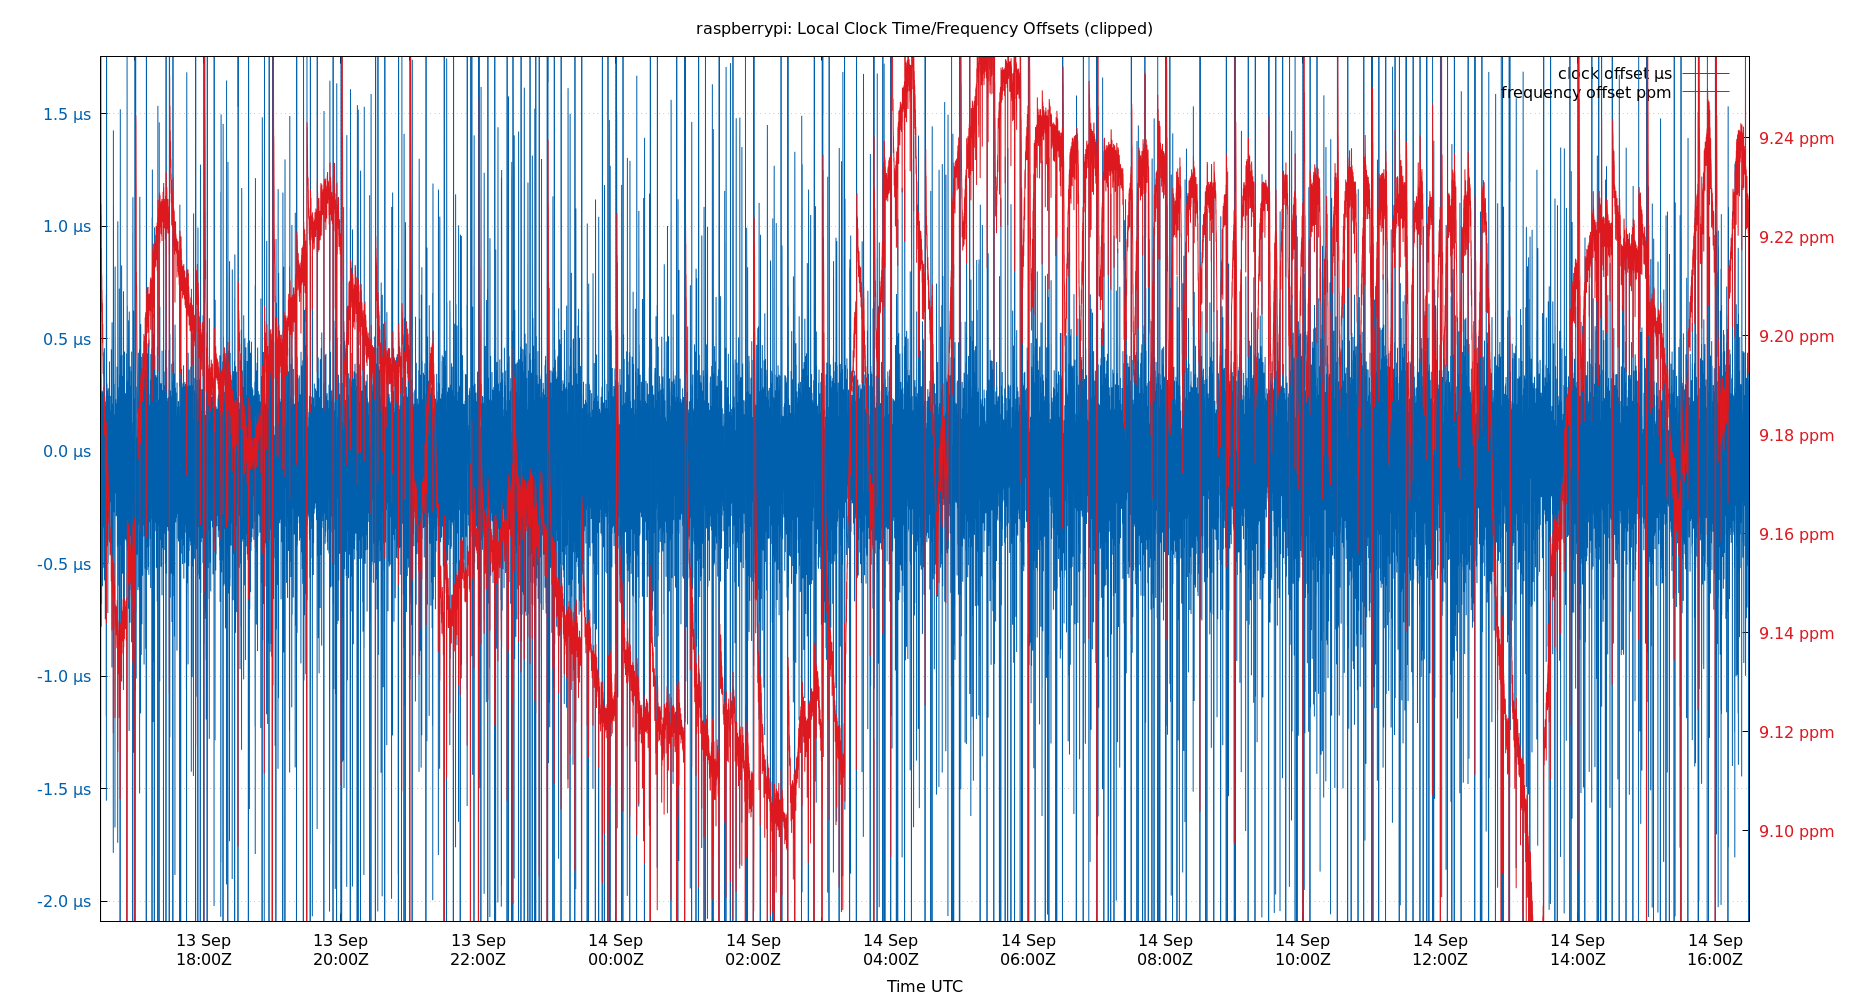 raspberrypi: Local Clock Time/Frequency Offsets (clipped)
clock offset µs
frequency offset ppm
1.5 µs
1.0 µs
0.5 µs
0.0 µs
-0.5 µs
-1.0 µs
-1.5 µs
-2.0 µs
9.24 ppm
9.22 ppm
9.20 ppm
9.18 ppm
9.16 ppm
9.14 ppm
9.12 ppm
9.10 ppm
13 Sep 13 Sep 13 Sep 14 Sep 14 Sep 14 Sep 14 Sep 14 Sep 14 Sep 14 Sep 14 Sep 14 Sep
18:00Z 20:00Z 22:00Z 00:00Z 02:00Z 04:00Z 06:00Z 08:00Z 10:00Z 12:00Z 14:00Z 16:00Z
Time UTC